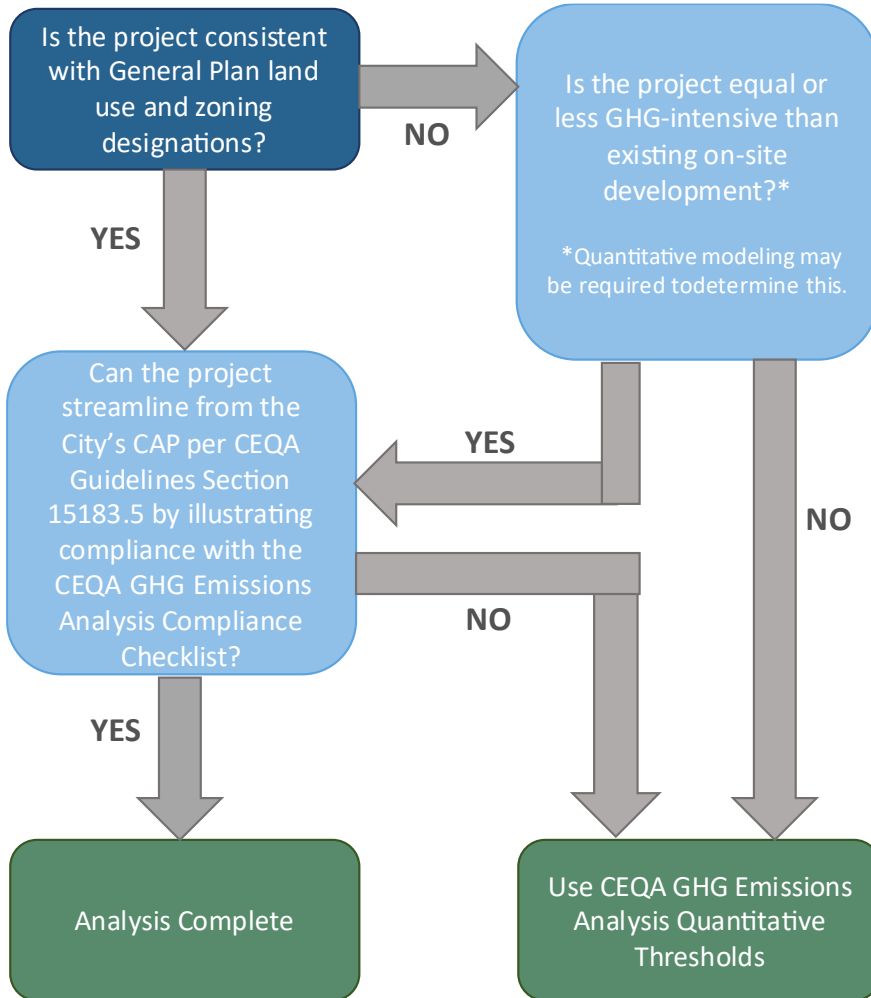 Is the project consistent
with General Plan land
use and zoning
designations?
NO
Is the project equal or
less GHG-intensive than
existing on-site
development?*
*Quantitative modeling may
be required todetermine this.
YES
Can the project
streamline from the
City’s CAP per CEQA
Guidelines Section
15183.5 by illustrating
compliance with the
CEQA GHG Emissions
Analysis Compliance
Checklist?
YES
NO
NO
YES
Analysis Complete
Use CEQA GHG Emissions
Analysis Quantitative
Thresholds